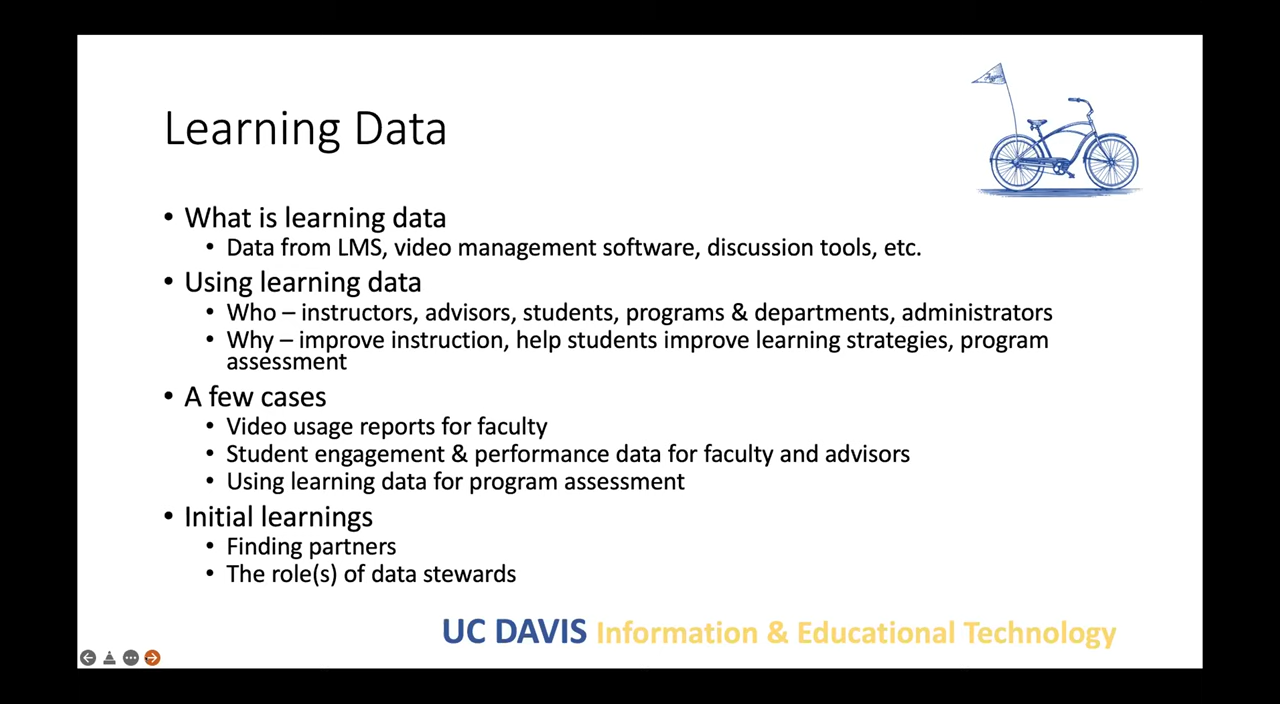 Learning Data
• What is learning data
• Data from LMS, video management software, discussion tools, etc.
• Using learning data
• Who – instructors, advisors, students, programs & departments, administrators
• Why – improve instruction, help students improve learning strategies, program
assessment
• A few cases
• Video usage reports for faculty
• Student engagement & performance data for faculty and advisors
• Using learning data for program assessment
• Initial learnings
• Finding partners
• The role(s) of data stewards
UC DAVIS Information & Educational Technology